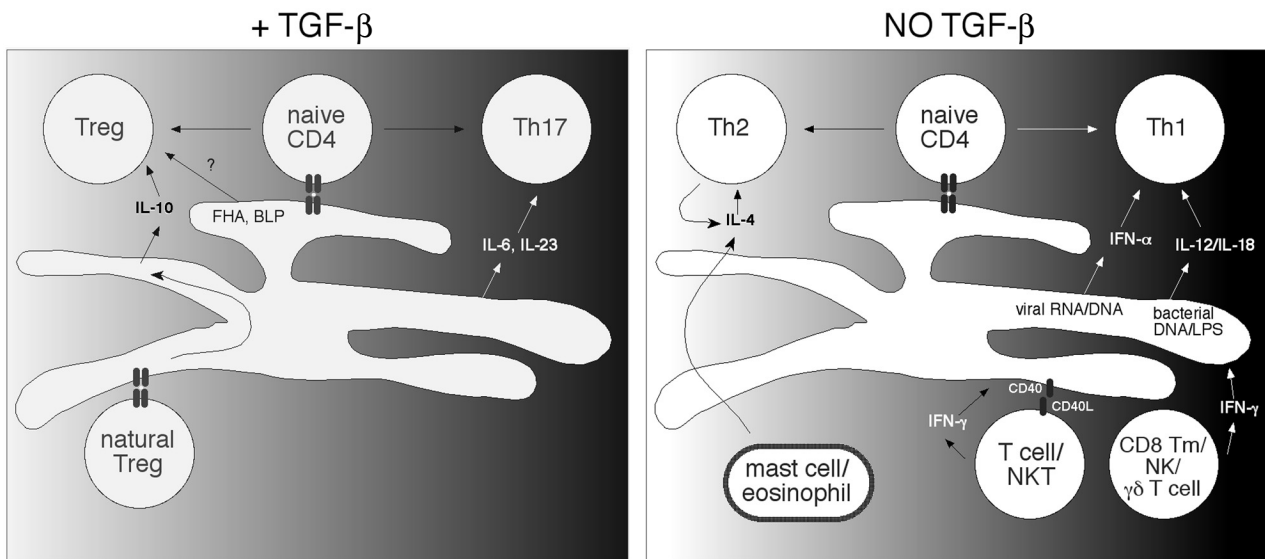 + TGF-β
Treg
naive
CD4
Th17
?
IL-10
FHA, BLP
IL-6, IL-23
natural
Treg
NO TGF-β
Th2
naive
CD4
Th1
IL-4
IFN-α
IL-12/IL-18
viral RNA/DNA
bacterial
DNA/LPS
CD40
CD40L
IFN-γ
IFN-γ
mast cell/
eosinophil
T cell/
NKT
CD8 Tm/
NK/
γδ T cell